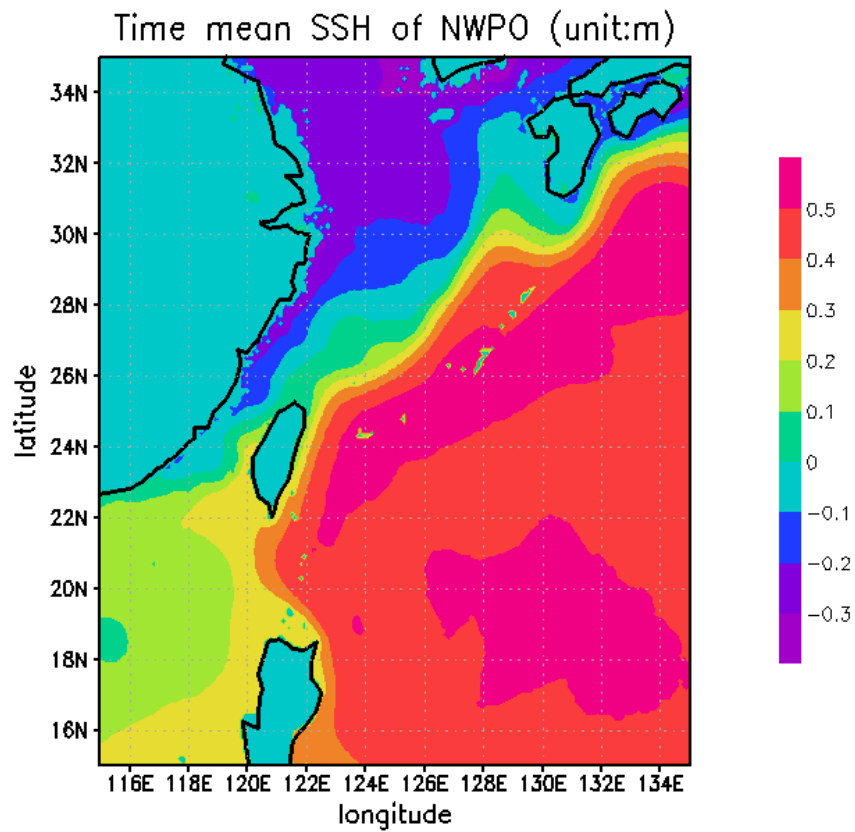 Time mean SSH of NWPO (unit:m)
34N
32N
30N
28N
26N
24N
22N
20N
18N
16N
latitude
116E 118E 120E 122E 124E 126E 128E 130E 132E 134E
longitude
0.5
0.4
0.3
0.2
0.1
0
−0.1
−0.2
−0.3